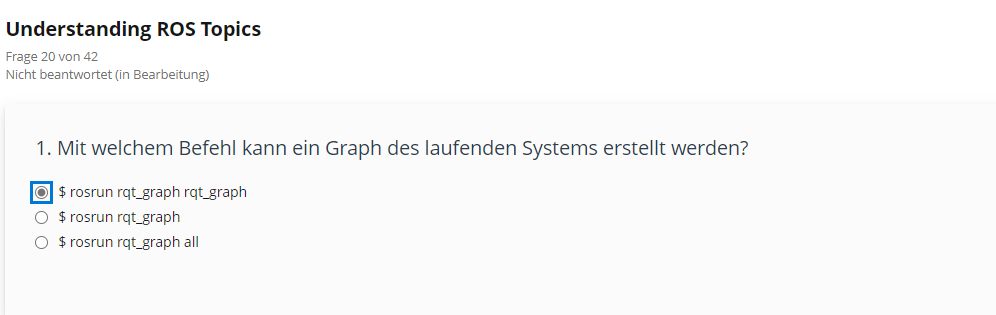 Understanding ROS Topics
Frage 20 von 42
Nicht beantwortet (in Bearbeitung)
1. Mit welchem Befehl kann ein Graph des laufenden Systems erstellt werden?
$ rosrun rqt_graph rqt_graph
$ rosrun rqt_graph
$ rosrun rqt_graph all